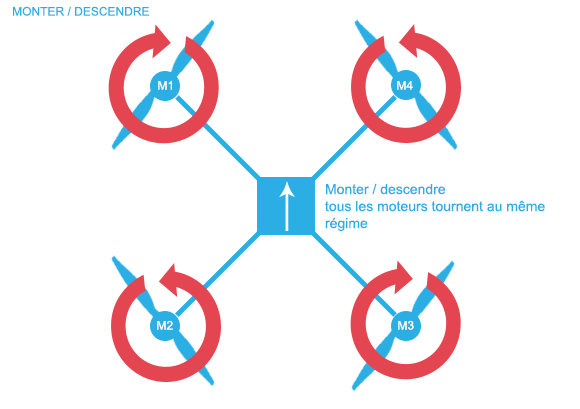 MONTER / DESCENDRE
M1
M4
Monter / descendre
tous les moteurs tournent au même
régime
M2
M3